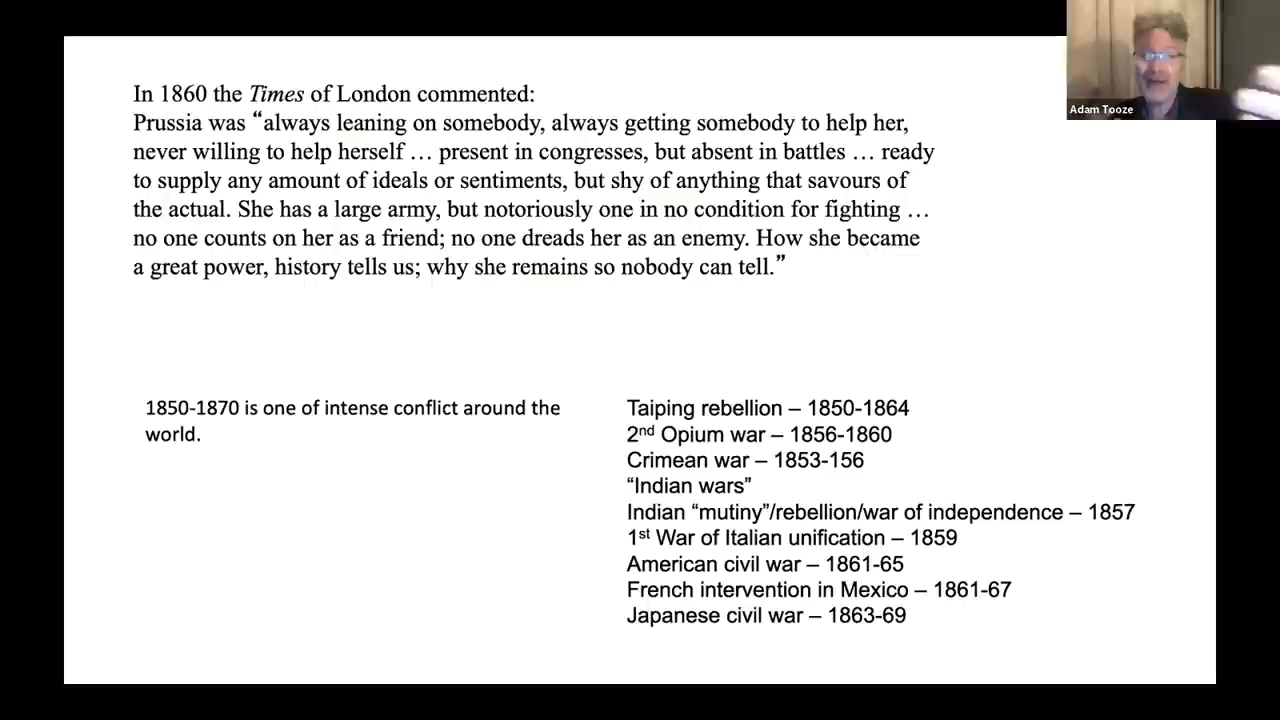 In 1860 the Times of London commented:
Prussia was “always leaning on somebody, always getting somebody to help her,
never willing to help herself … present in congresses, but absent in battles … ready
to supply any amount of ideals or sentiments, but shy of anything that savours of
the actual. She has a large army, but notoriously one in no condition for fighting …
no one counts on her as a friend; no one dreads her as an enemy. How she became
a great power, history tells us; why she remains so nobody can tell.”
Adam Tooze
1850-1870 is one of intense conflict around the
world.
Taiping rebellion – 1850-1864
2nd Opium war – 1856-1860
Crimean war – 1853-156
“Indian wars”
Indian “mutiny”/rebellion/war of independence – 1857
1st War of Italian unification – 1859
American civil war – 1861-65
French intervention in Mexico – 1861-67
Japanese civil war – 1863-69